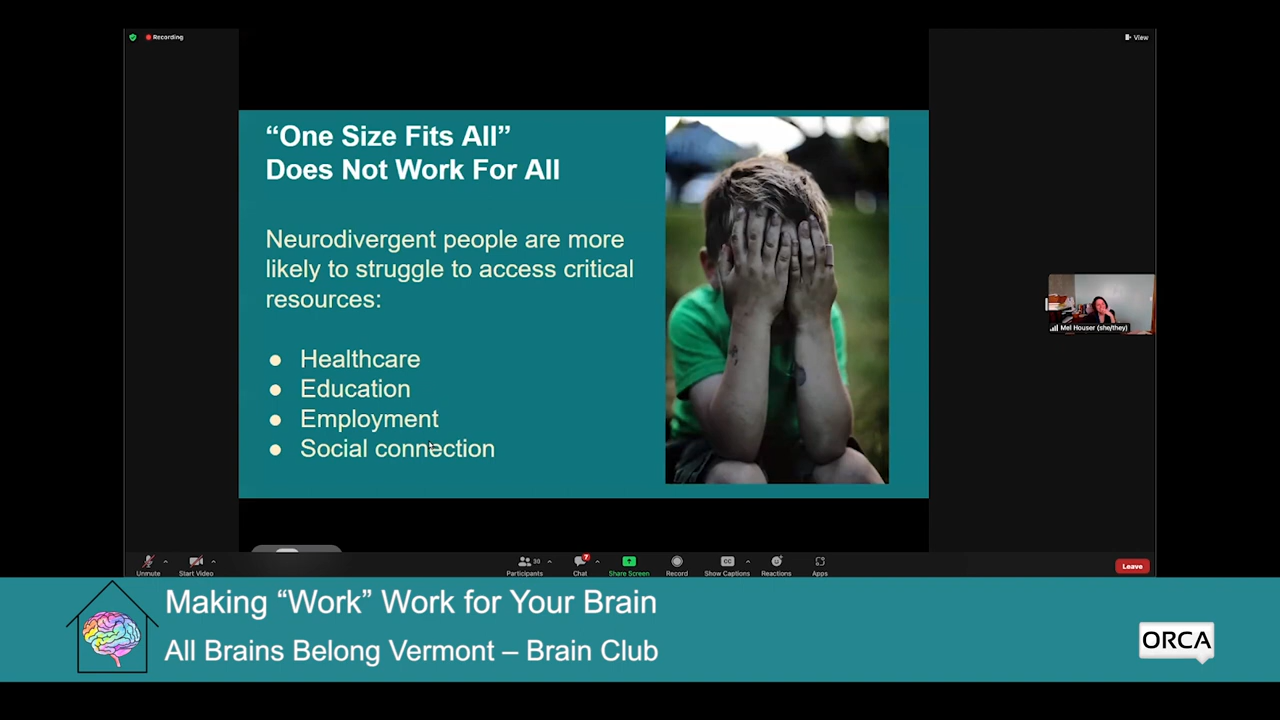 Recording
View
“One Size Fits All”
Does Not Work For All
Neurodivergent people are more
likely to struggle to access critical
resources:
● Healthcare
● Education
● Employment
● Social connection
Mel Houser (she/they)
30
7
CC
Unmute
Start Video
Participants
Chat
Share Screen
Record
Show Captions
Reactions
Apps
Leave
Making “Work” Work for Your Brain
All Brains Belong Vermont – Brain Club
ORCA